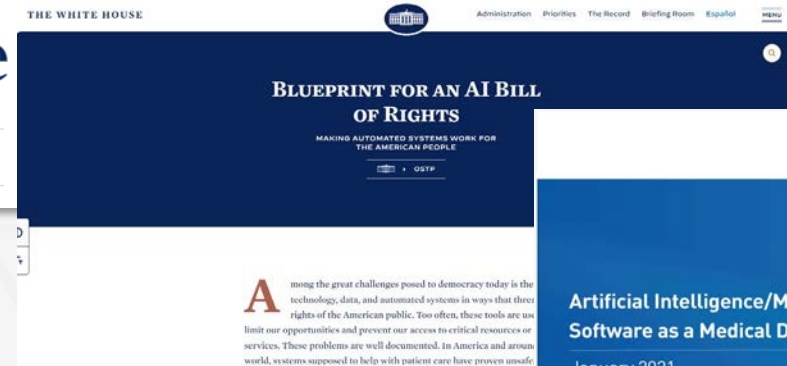 THE WHITE HOUSE
Administration Priorities The Record Briefing Room Español MENU
e
BLUEPRINT FOR AN AI BILL
OF RIGHTS
MAKING AUTOMATED SYSTEMS WORK FOR
THE AMERICAN PEOPLE
OSTP
Among the great challenges posed to democracy today is the
technology, data, and automated systems in ways that
rights of the American public. Too often, these tools are
limit our opportunities and prevent our access to critical resources or
services. These problems are well documented. In America and
world, systems supposed to help with patient care have proven
Artificial Intelligence/M
Software as a Medical D
January 2021